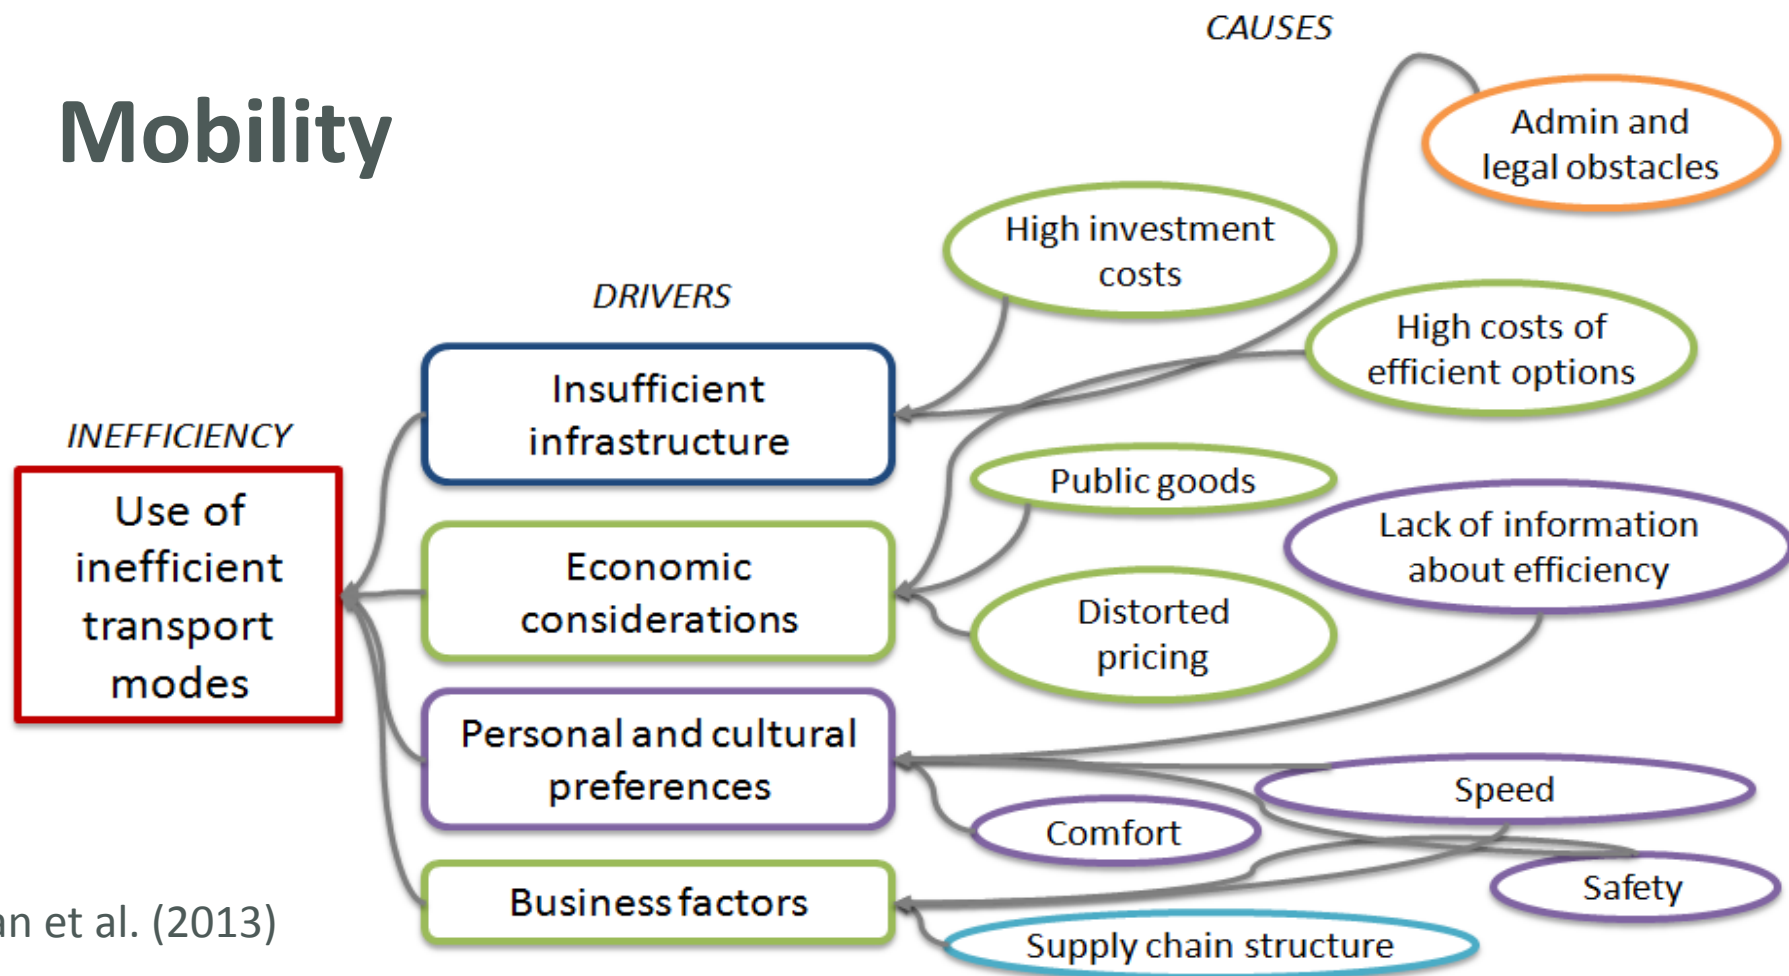 Mobility
CAUSES
Admin and
legal obstacles
High investment
costs
DRIVERS
High costs of
efficient options
Insufficient
infrastructure
INEFFICIENCY
Use of
inefficient
transport
modes
Public goods
Lack of information
about efficiency
Economic
considerations
Distorted
pricing
Personal and cultural
preferences
Speed
Comfort
Safety
Business factors
an et al. (2013)
Supply chain structure